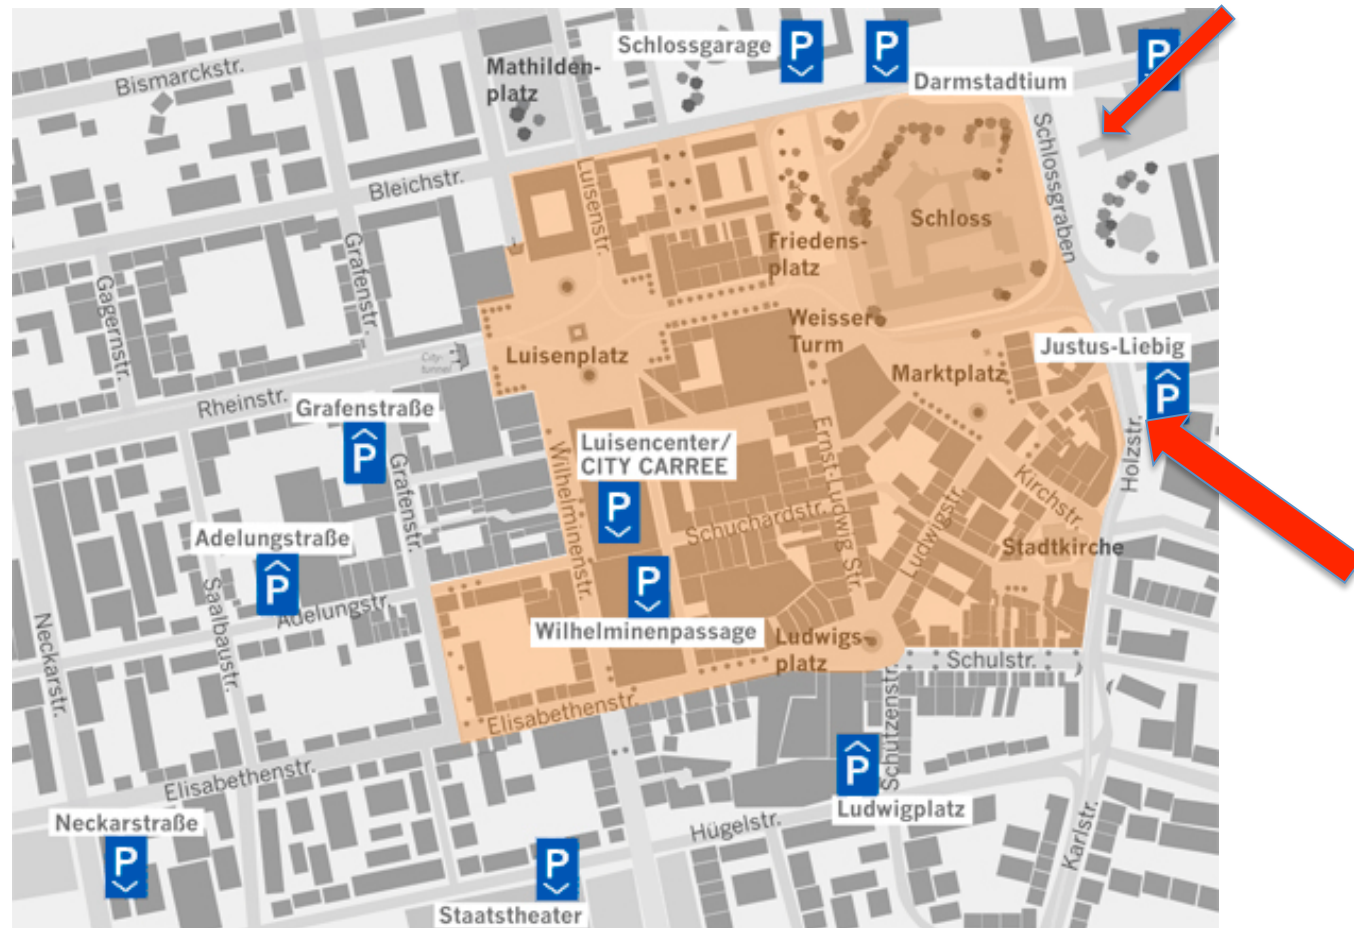 Schlossgarage
P
P
P
Darmstadtium
Bismarckstr.
Mathilden-
platz
Bleichstr.
Luisenstr.
Schlossgraben
Schloss
Friedens-
platz
Gagernstr.
Grafenstr.
Weisser
Turm
Luisenplatz
City-
tunnel
Marktplatz
Justus-Liebig
P
Rheinstr.
Grafenstraße
P
Grafenstr.
Luisencenter/
CITY CARREE
P
Wilhelminenstr.
Ernst-Ludwig Str.
Holzstr.
Kirchstr.
Schuchardstr.
Ludwigstr.
Stadtkirche
Adelungstraße
P
Adelungstr.
Saalbaustr.
Neckarstr.
P
Wilhelminenpassage
Ludwigs-
platz
Schulstr.
Schützenstr.
Elisabethenstr.
Elisabethenstr.
P
Ludwigplatz
Neckarstraße
P
Hügelstr.
Karlstr.
P
Staatstheater